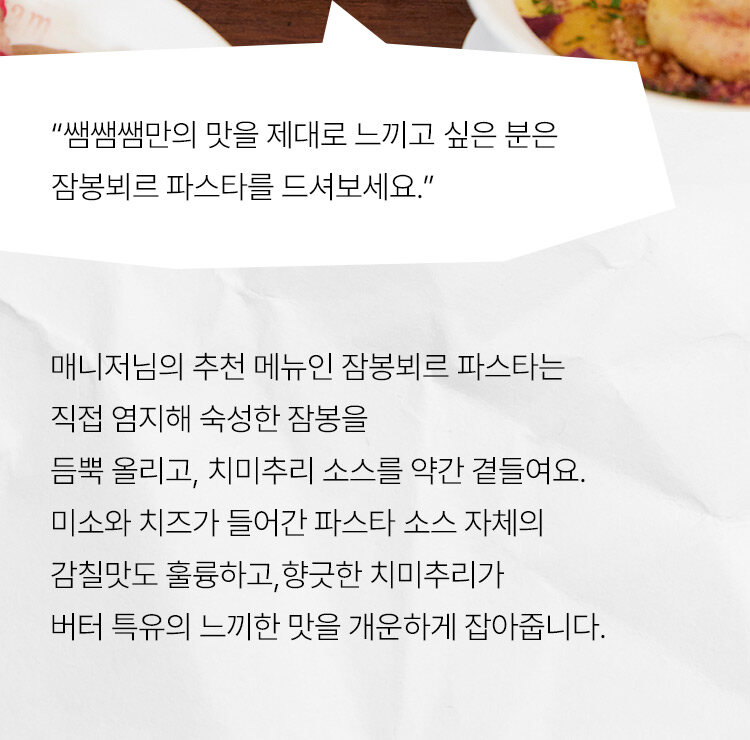 “쌤쌤쌤만의 맛을 제대로 느끼고 싶은 분은
잠봉뵈르 파스타를 드셔보세요.”
매니저님의 추천 메뉴인 잠봉뵈르 파스타는
직접 염지해 숙성한 잠봉을
듬뿍 올리고, 치미추리 소스를 약간 곁들여요.
미소와 치즈가 들어간 파스타 소스 자체의
감칠맛도 훌륭하고,향긋한 치미추리가
버터 특유의 느끼한 맛을 개운하게 잡아줍니다.